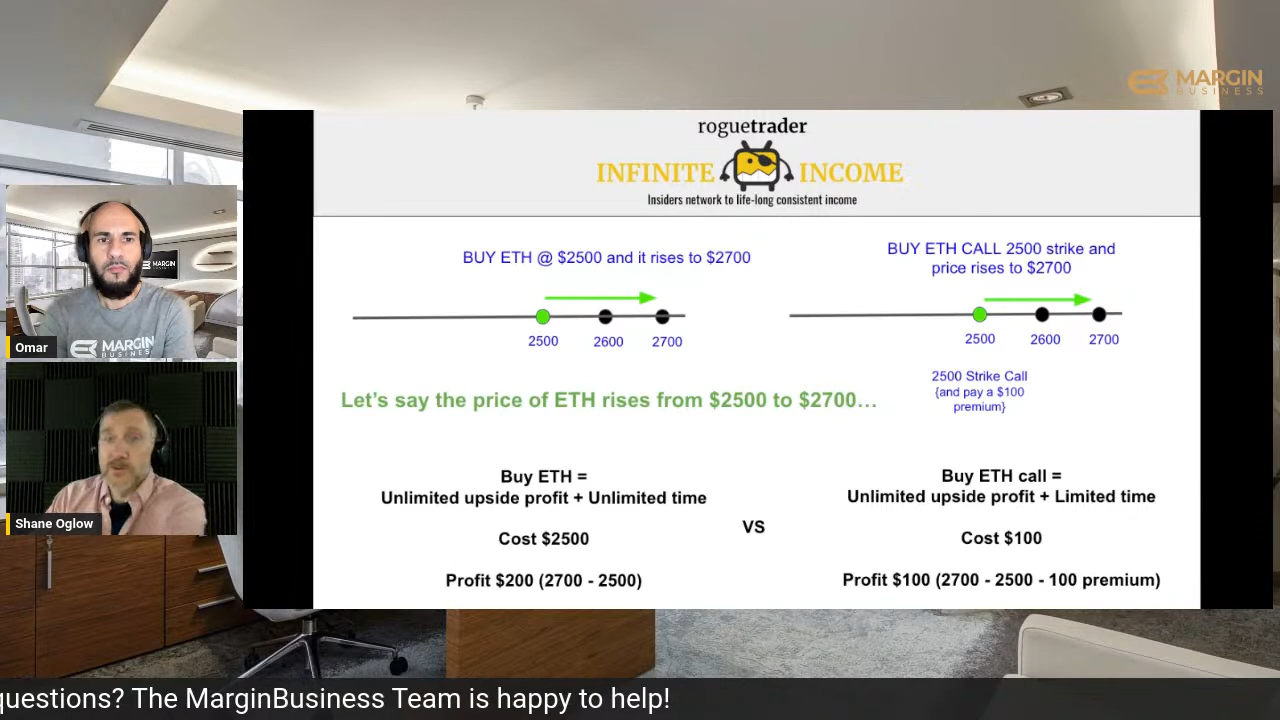 MARGIN
BUSINESS
roguetrader
INFINITE INCOME
Insiders network to life-long consistent income
BUY ETH @ $2500 and it rises to $2700
2500 2600 2700
BUY ETH CALL 2500 strike and
price rises to $2700
2500 2600 2700
2500 Strike Call
{and pay a $100
premium}
Let's say the price of ETH rises from $2500 to $2700…
Buy ETH =
Unlimited upside profit + Unlimited time
Cost $2500
Profit $200 (2700 - 2500)
VS
Buy ETH call =
Unlimited upside profit + Limited time
Cost $100
Profit $100 (2700 - 2500 - 100 premium)
MARGIN
MARGIN
BUSINES
Omar
Shane Oglow
questions? The MarginBusiness Team is happy to help!